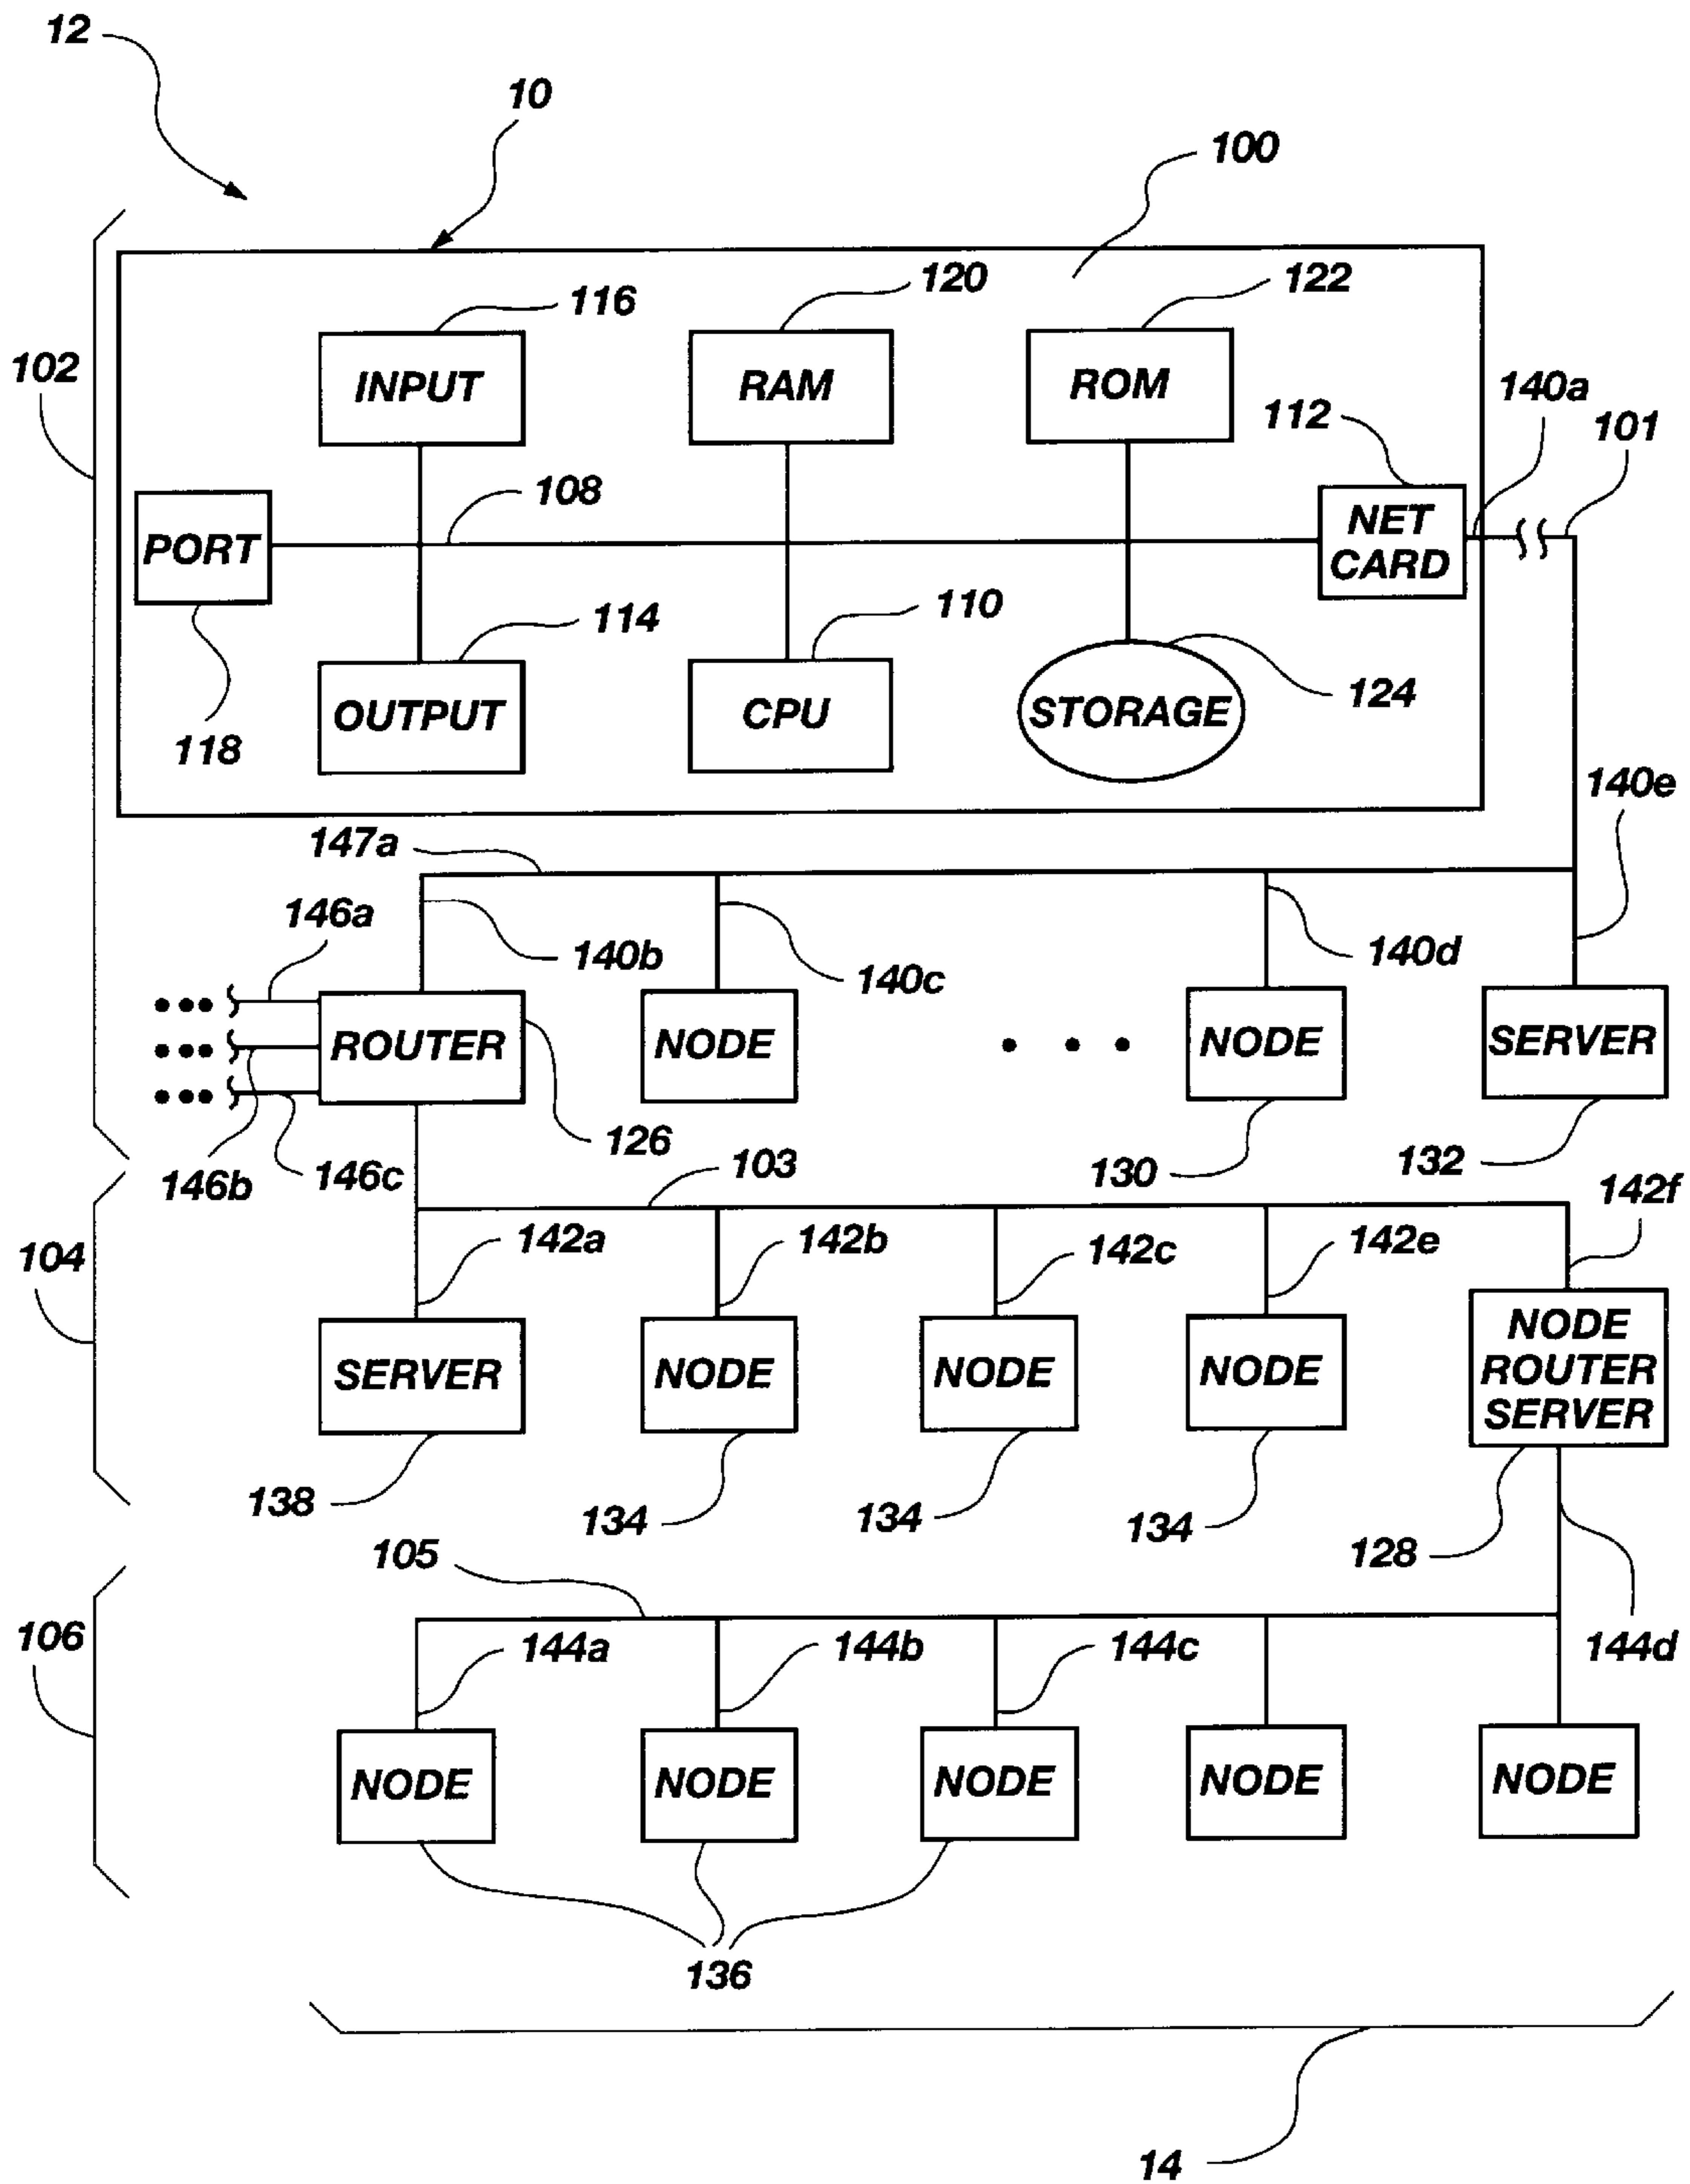 12
10
100
116
120
122
102
INPUT
RAM
ROM
140a
112
101
108
NET
CARD
PORT
114
110
124
OUTPUT
CPU
STORAGE
118
140e
147a
146a
140b
140c
140d
ROUTER
NODE
NODE
SERVER
126
130
132
146b
146c
103
142f
104
142a
142b
142c
142e
SERVER
NODE
NODE
NODE
NODE
ROUTER
SERVER
138
134
134
134
128
105
106
144a
144b
144c
144d
NODE
NODE
NODE
NODE
NODE
136
14